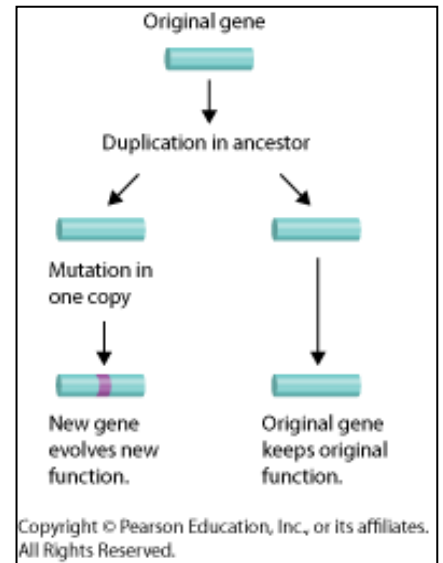 Original gene
Duplication in ancestor
Mutation in
one copy
New gene
evolves new
function.
Original gene
keeps original
function.
Copyright © Pearson Education, Inc., or its affiliates.
All Rights Reserved.